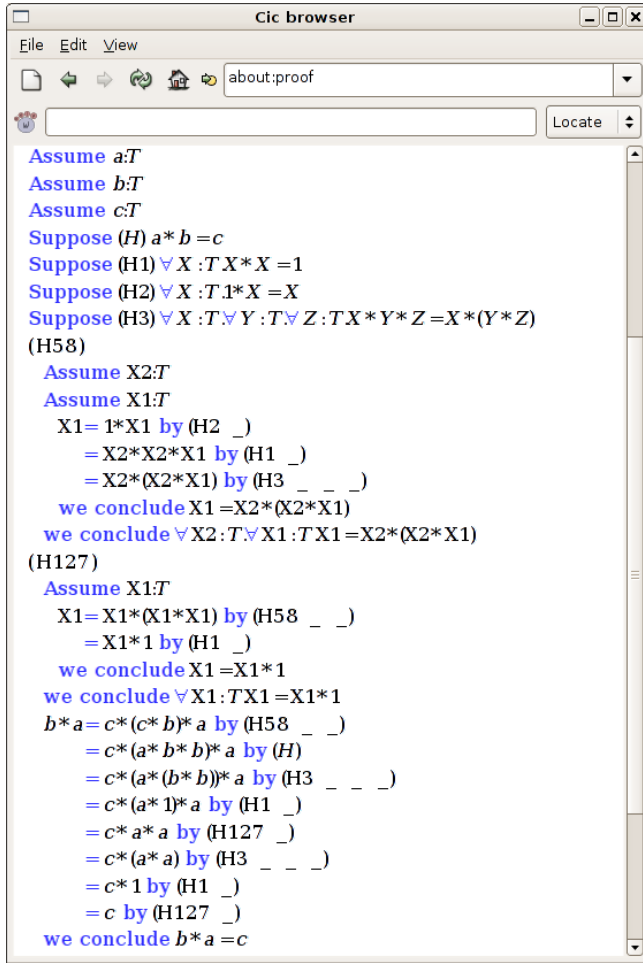 Cic browser
File Edit View
about:proof
Locate
Assume a:T
Assume b:T
Assume c:T
Suppose (H) a* b =c
Suppose (H1) ∀ X : T.X* X =1
Suppose (H2) ∀ X : T.1* X =X
Suppose (H3) ∀ X : T.∀ Y : T.∀ Z : T.X* Y* Z =X*(Y* Z)
(H58)
Assume X2:T
Assume X1:T
X1= 1*X1 by (H2 _)
= X2*X2*X1 by (H1 _)
= X2*(X2*X1) by (H3 _ _ _)
we conclude X1 =X2*(X2*X1)
we conclude ∀X2 : T.∀X1 : T.X1=X2*(X2*X1)
(H127)
Assume X1:T
X1= X1*(X1*X1) by (H58 _ _)
= X1*1 by (H1 _)
we conclude X1 =X1*1
we conclude ∀X1: T.X1=X1*1
b* a= c*(c* b)* a by (H58 _ _)
= c*(a* b* b)* a by (H)
= c*(a*(b* b))* a by (H3 _ _ _)
= c*(a*1)* a by (H1 _)
= c* a* a by (H127 _)
= c*(a* a) by (H3 _ _ _)
= c*1 by (H1 _)
= c by (H127 _)
we conclude b* a =c